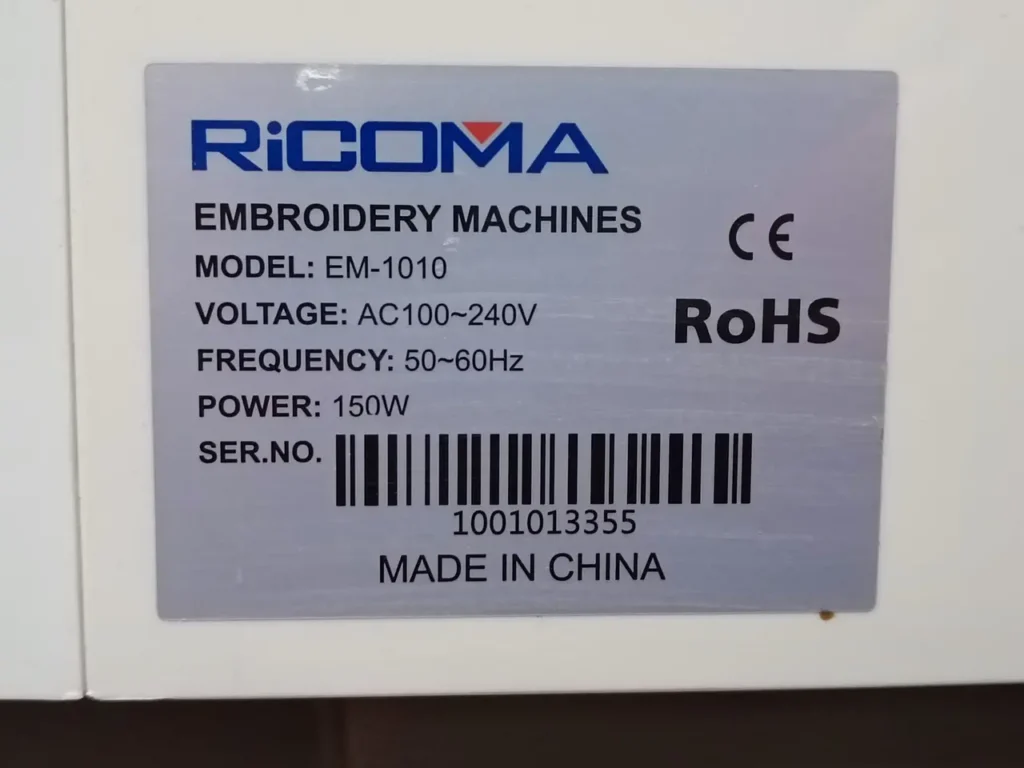 RiCOMA
EMBROIDERY MACHINES
CE
MODEL: EM-1010
VOLTAGE: AC100~240V
RoHS
FREQUENCY: 50~60Hz
POWER: 150W
SER.NO.
1001013355
MADE IN CHINA